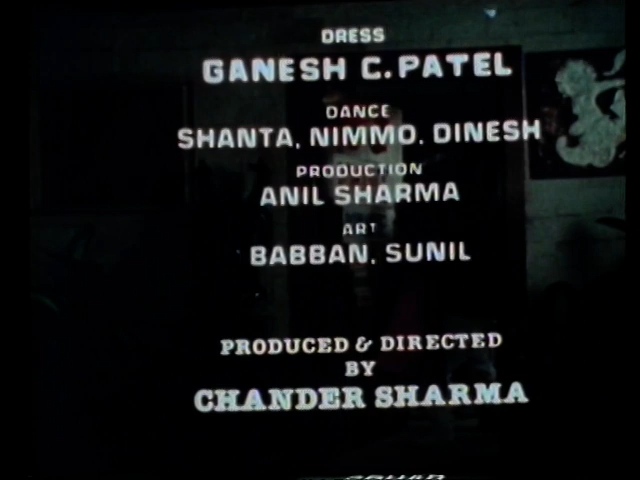 DRESS
GANESH C. PATEL
DANCE
SHANTA, NIMMO, DINESH
PRODUCTION
ANIL SHARMA
ART
BABBAN, SUNIL
PRODUCED & DIRECTED
BY
CHANDER SHARMA